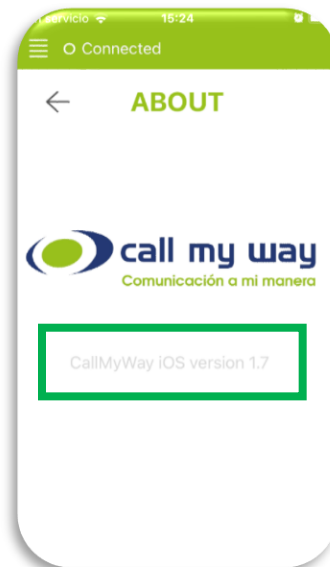 servicio 15:24
Connected
ABOUT
call my way
Comunicación a mi manera
CallMyWay iOS version 1.7